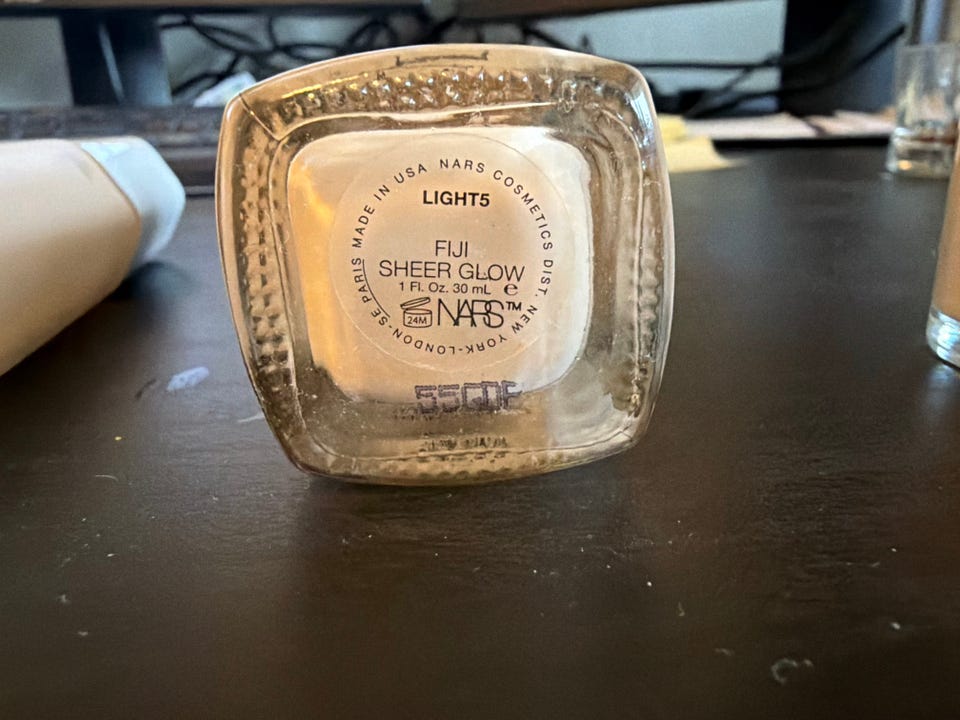 MADE IN USA NARS COSMETICS DIST. NEW YORK-LONDON-SE.PARIS
LIGHT5
FIJI
SHEER GLOW
1 Fl. Oz. 30 mL e
24M NARS™